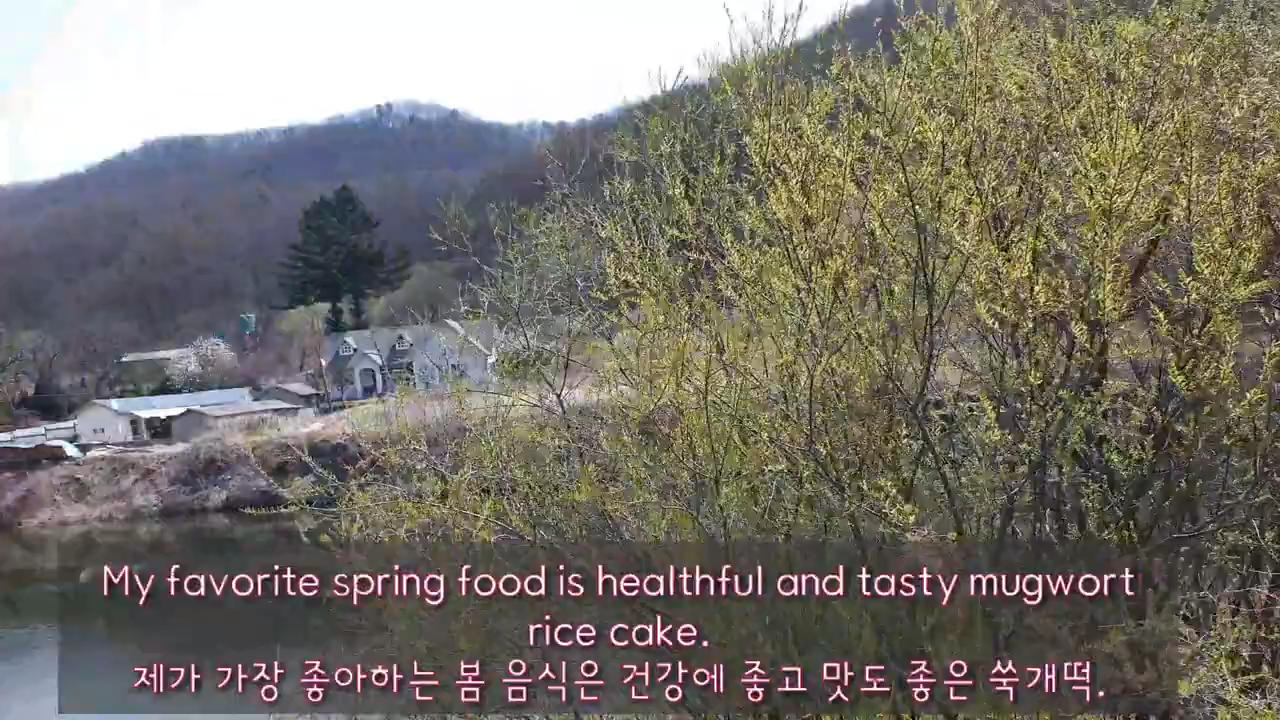 My favorite spring food is healthful and tasty mugwort
rice cake.
제가 가장 좋아하는 봄 음식은 건강에 좋고 맛도 좋은 쑥개떡.